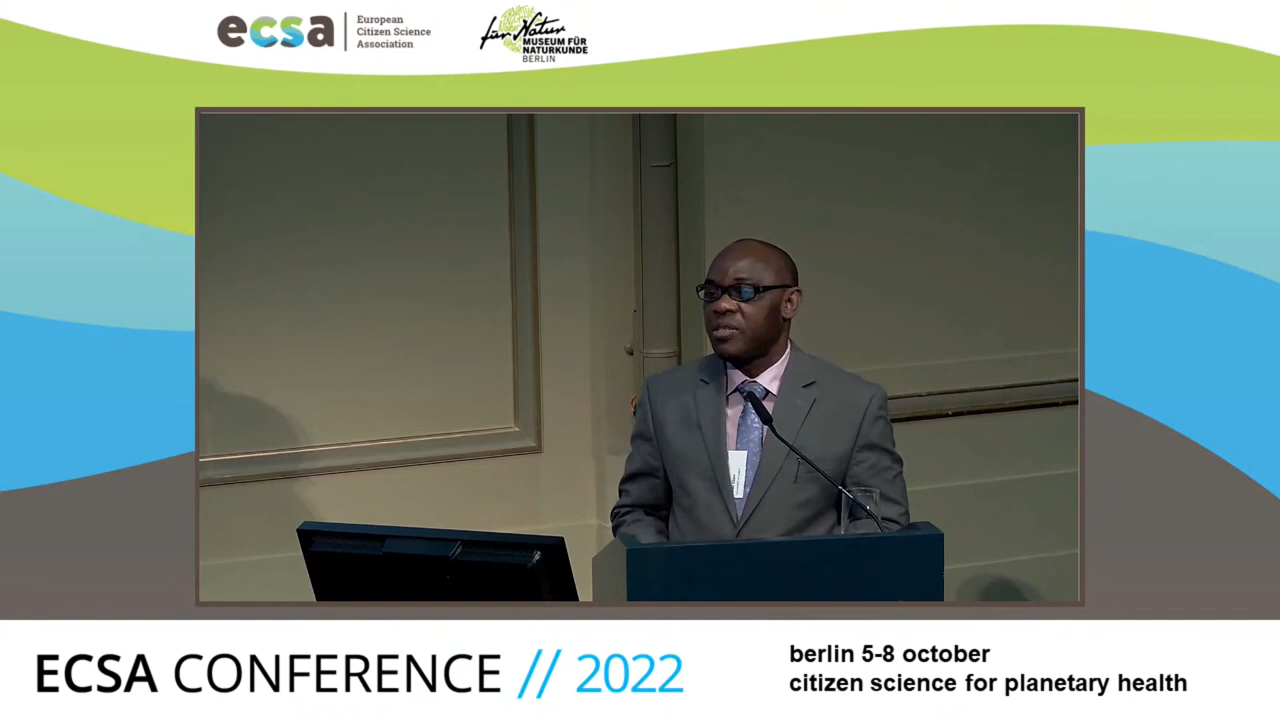 ecsa
European
Citizen Science
Association
für Natur
MUSEUM FÜR
NATURKUNDE
BERLIN
ECSA CONFERENCE // 2022
berlin 5-8 october
citizen science for planetary health